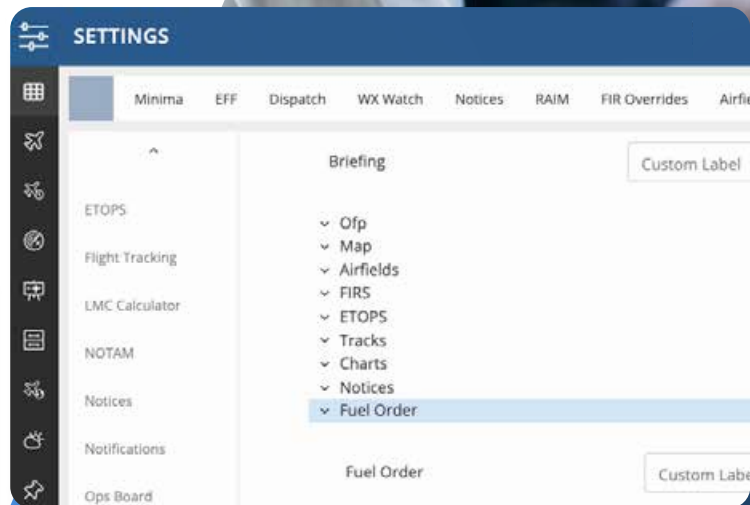 SETTINGS
Minima EFF Dispatch WX Watch Notices RAIM FIR Overrides
Briefing Custom Label
ETOPS
Flight Tracking
LMC Calculator
NOTAM
Notices
Notifications
Ops Board
Ofp
Map
Airfields
FIRS
ETOPS
Tracks
Charts
Notices
Fuel Order
Fuel Order Custom